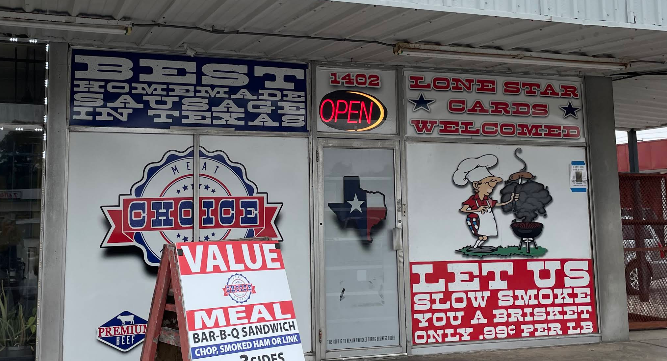 BEST
HOMEMADE
SAUSAGE
IN TEXAS
1402
OPEN
LONE STAR
CARDS
WELCOMED
MEAT
CHOICE
PREMIUM
BEEF
VALUE
MEAL
BAR-B-Q SANDWICH
CHOP, SMOKED HAM OR LINK
2 SIDES
LET US
SLOW SMOKE
YOU A BRISKET
ONLY .99¢ PER LB